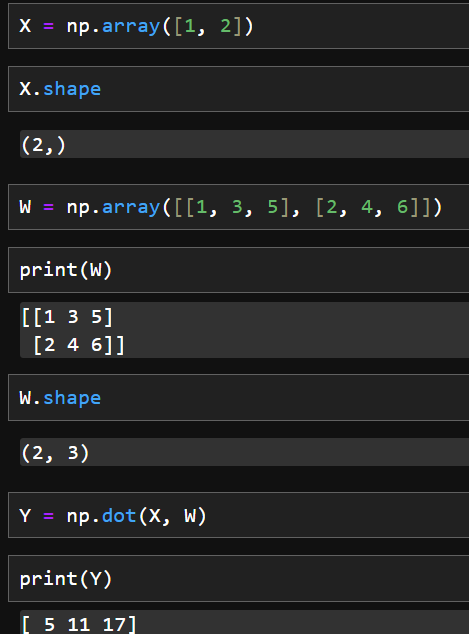 X = np.array([1, 2])
X.shape
(2,)
W = np.array([[1, 3, 5], [2, 4, 6]])
print(W)
[[1 3 5]
 [2 4 6]]
W.shape
(2, 3)
Y = np.dot(X, W)
print(Y)
[ 5 11 17]